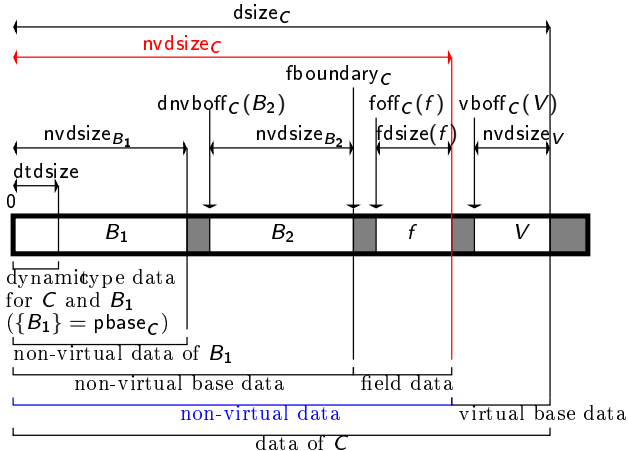 dsize_C
nvdsize_C
fboundary_C
dnvboff_C(B_2) foff_C(f) vboff_C(V)
nvdsize_{B_1} nvdsize_{B_2} fdsize(f) nvdsize_V
dtdsize
0
B_1 B_2 f V
dynamic type data
for C and B_1
({B_1} = pbase_C)
non-virtual data of B_1
non-virtual base data field data
non-virtual data virtual base data
data of C